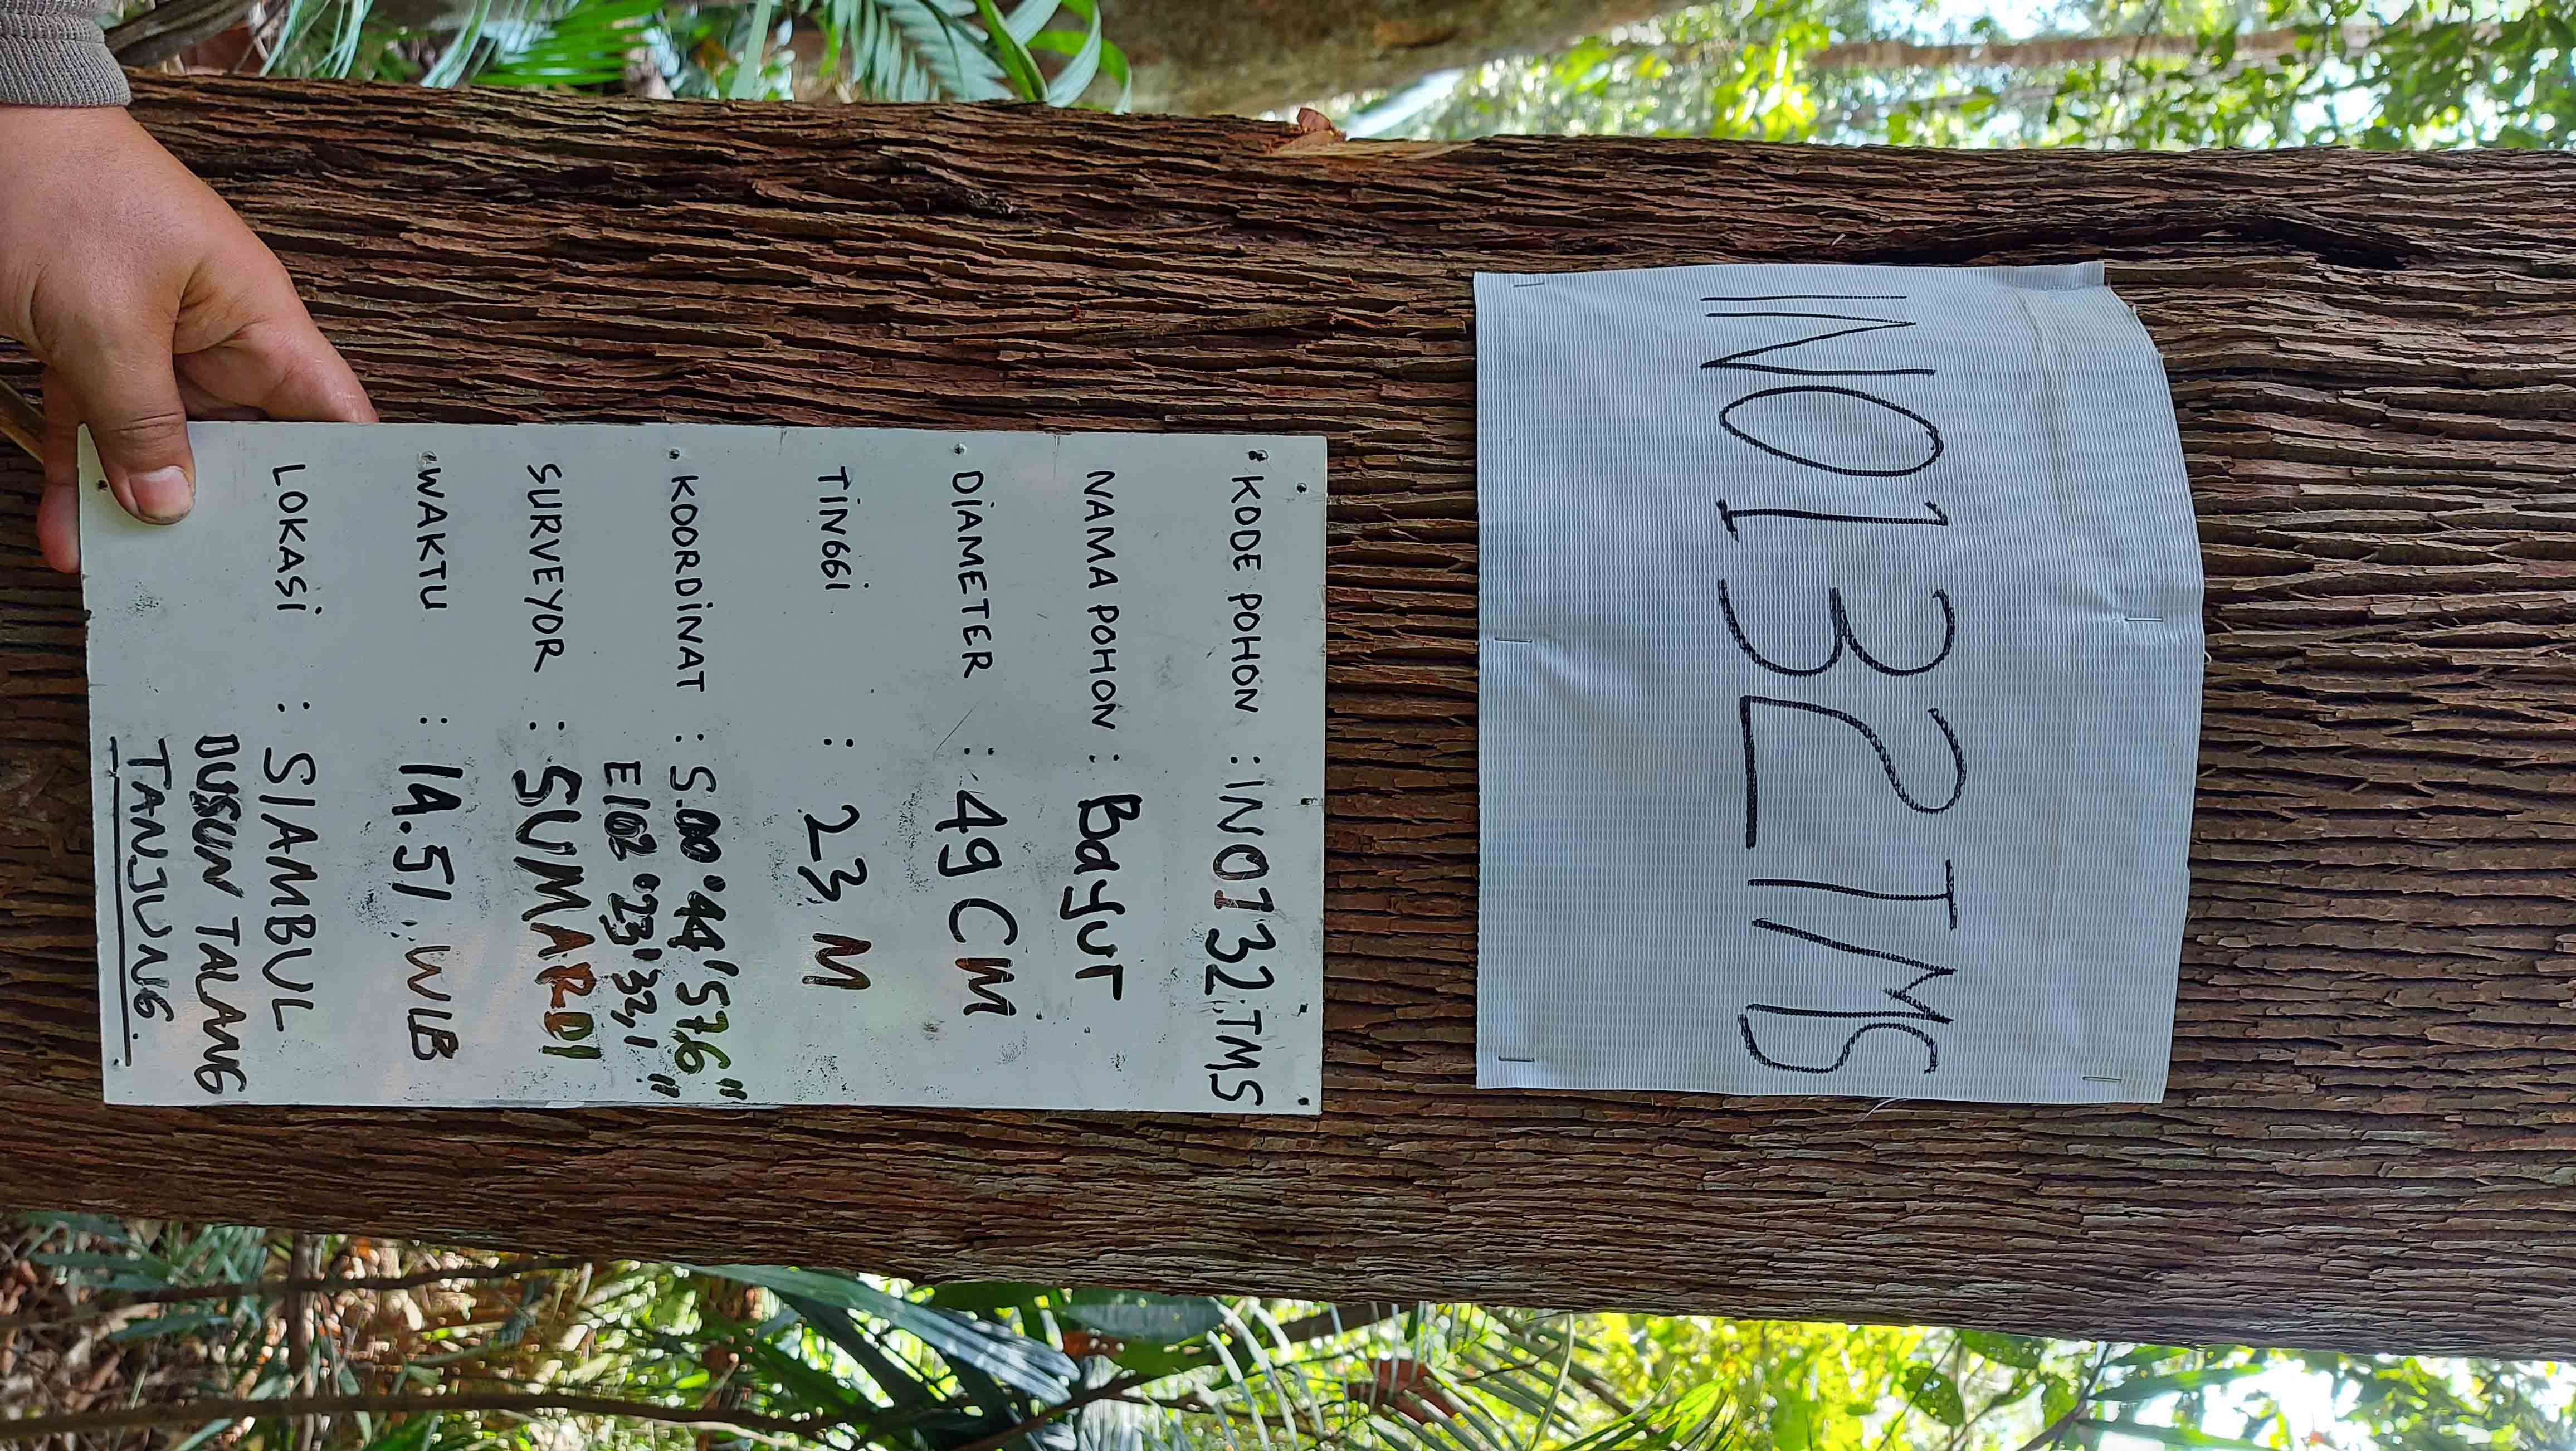 IN0132TMS
KODE POHON : IN0132.TMS
NAMA POHON : Bayur
DIAMETER : 49 CM
TINGGI : 23 M
KOORDINAT : S.00°44'57.6"
E102°23'32,1"
SURVEYOR : SUMARDI
WAKTU : 14.51. WIB
LOKASI : SIAMBUL
DUSUN TALANG
TANJUNG.